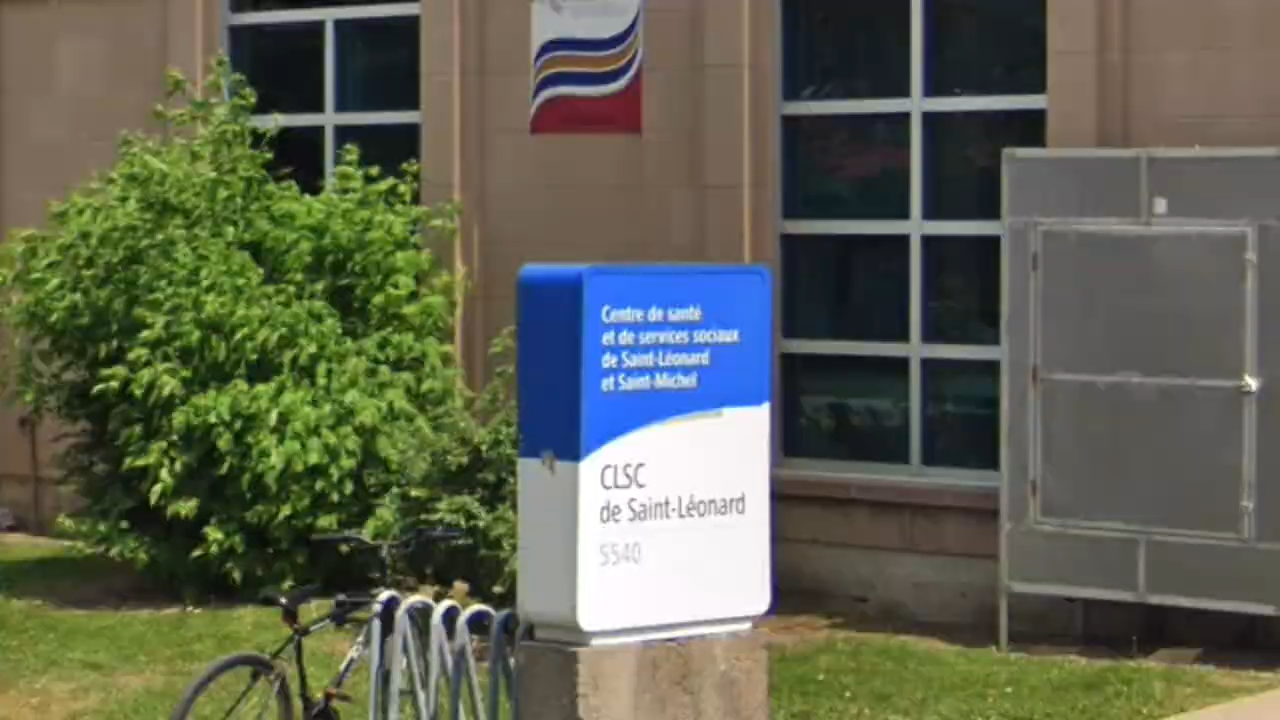 Centre de santé
et de services sociaux
de Saint-Léonard
et Saint-Michel
CLSC
de Saint-Léonard
5540